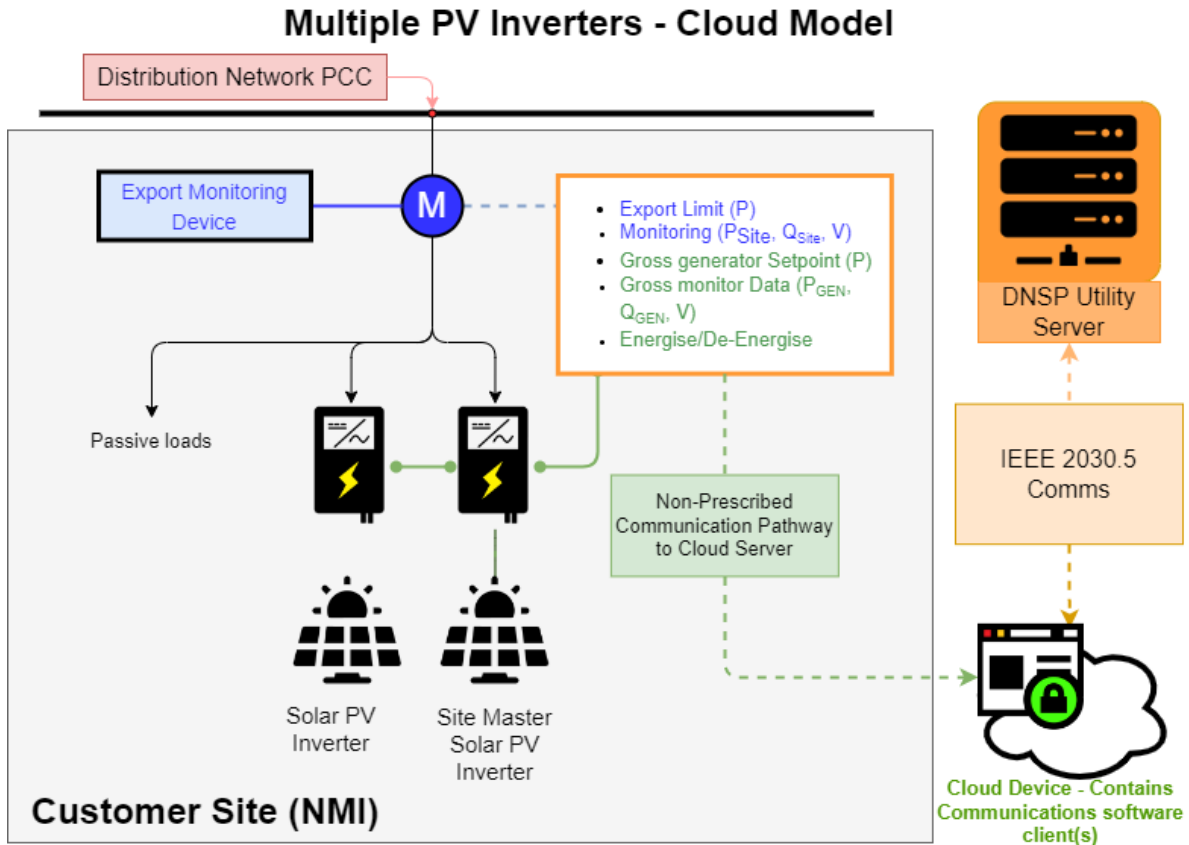 Multiple PV Inverters - Cloud Model
Distribution Network PCC
Export Monitoring
Device
M
• Export Limit (P)
• Monitoring (PSite, QSite, V)
• Gross generator Setpoint (P)
• Gross monitor Data (PGEN,
QGEN, V)
• Energise/De-Energise
DNSP Utility
Server
Passive loads
IEEE 2030.5
Comms
Non-Prescribed
Communication Pathway
to Cloud Server
Solar PV
Inverter
Site Master
Solar PV
Inverter
Customer Site (NMI)
Cloud Device - Contains
Communications software
client(s)